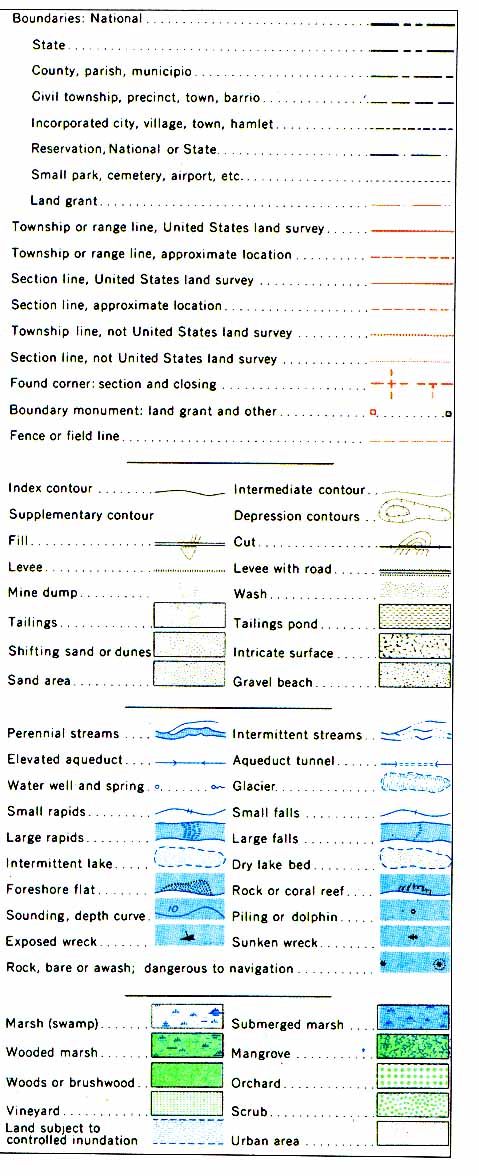 Boundaries: National
State
County, parish, municipio
Civil township, precinct, town, barrio
Incorporated city, village, town, hamlet
Reservation, National or State
Small park, cemetery, airport, etc.
Land grant
Township or range line, United States land survey
Township or range line, approximate location
Section line, United States land survey
Section line, approximate location
Township line, not United States land survey
Section line, not United States land survey
Found corner: section and closing
Boundary monument: land grant and other
Fence or field line
Index contour Intermediate contour
Supplementary contour Depression contours
Fill Cut
Levee Levee with road
Mine dump Wash
Tailings Tailings pond
Shifting sand or dunes Intricate surface
Sand area Gravel beach
Perennial streams Intermittent streams
Elevated aqueduct Aqueduct tunnel
Water well and spring Glacier
Small rapids Small falls
Large rapids Large falls
Intermittent lake Dry lake bed
Foreshore flat Rock or coral reef
Sounding, depth curve 10 Piling or dolphin
Exposed wreck Sunken wreck
Rock, bare or awash; dangerous to navigation
Marsh (swamp) Submerged marsh
Wooded marsh Mangrove
Woods or brushwood Orchard
Vineyard Scrub
Land subject to
controlled inundation Urban area